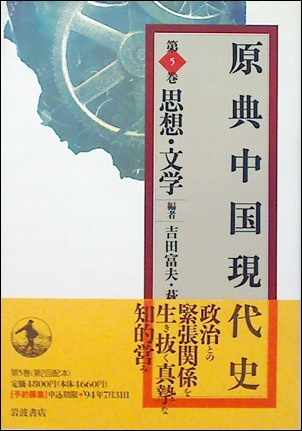 原典中国現代史
第5巻 思想・文学
編者 吉田富夫・萩
政治との
緊張関係を
生き抜く真摯な
知的営み
第5巻(第2回配本)
定価4800円(本体4660円)
[予約募集]申込期限・'94年7月31日
岩波書店